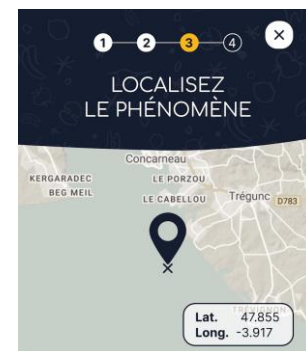 1 2 3 4
LOCALISEZ
LE PHÉNOMÈNE
Concarneau
KERGARADEC
LE PORZOU
BEG MEIL
LE CABELLOU
Trégunc
D783
TRÉVIGNON
Lat. 47.855
Long. -3.917